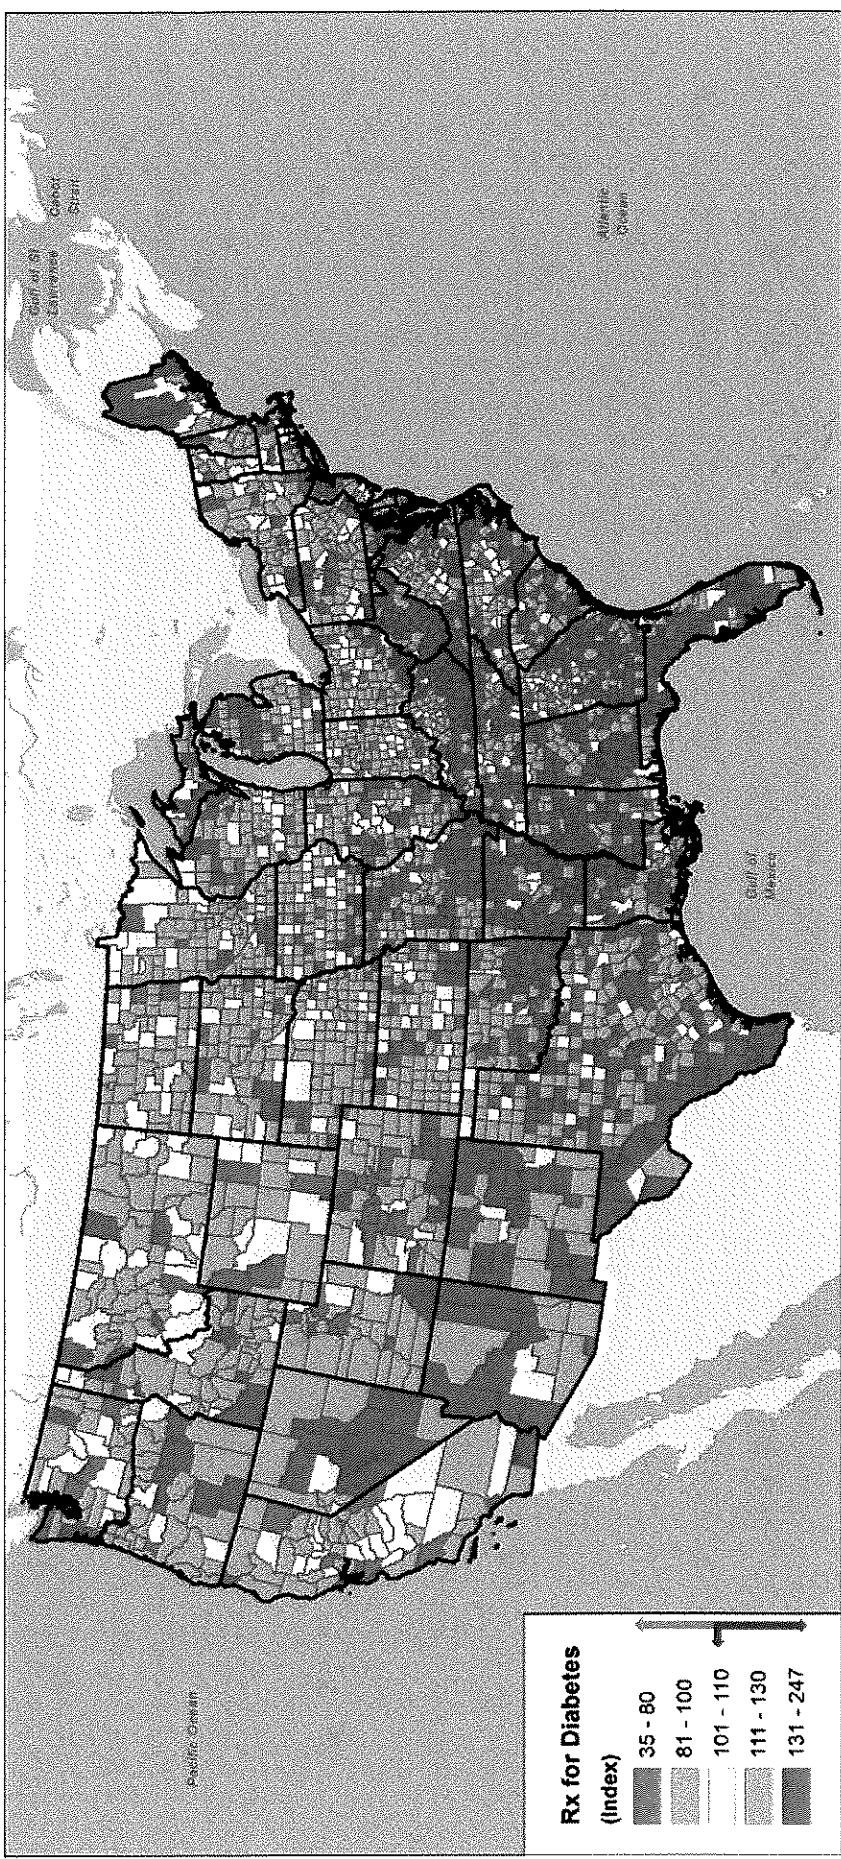 Gulf of St
Lawrence
Cabot
Strait
Pacific Ocean
Atlantic
Ocean
Gulf of
Mexico
Rx for Diabetes
(Index)
35 - 80
81 - 100
101 - 110
111 - 130
131 - 247